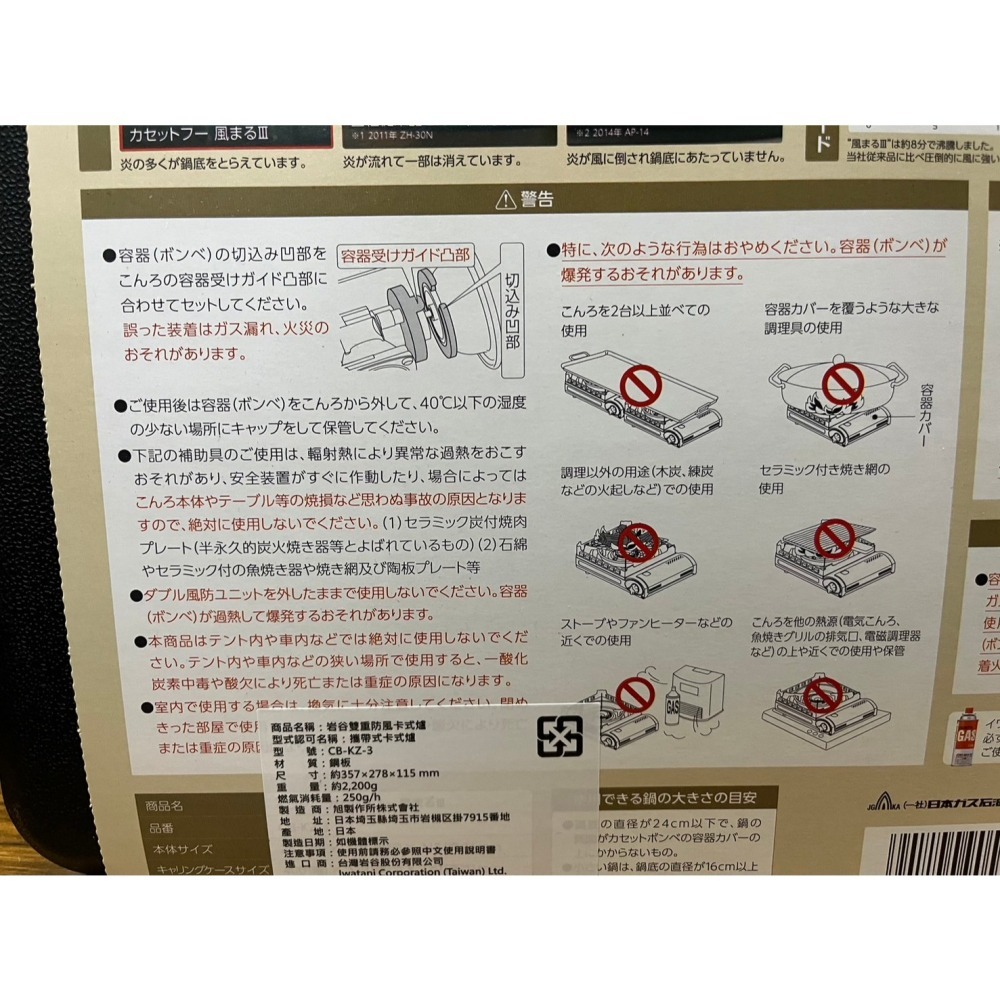 カセットフー 風まるⅢ
※1 2011年 ZH-30N
※2 2014年 AP-14
ード
炎の多くが鍋底をとらえています。
炎が流れて一部は消えています。
炎が風に倒され鍋底にあたっていません。
"風まるⅢ"は約8分で沸騰しました。
当社従来品に比べ圧倒的に風に強い
⚠警告
●容器(ボンベ)の切込み凹部を
こんろの容器受けガイド凸部に
合わせてセットしてください。
誤った装着はガス漏れ、火災の
おそれがあります。
容器受けガイド凸部
切込み凹部
●ご使用後は容器(ボンベ)をこんろから外して、40℃以下の湿度
の少ない場所にキャップをして保管してください。
●下記の補助具のご使用は、輻射熱により異常な過熱をおこす
おそれがあり、安全装置がすぐに作動したり、場合によっては
こんろ本体やテーブル等の焼損など思わぬ事故の原因となりま
すので、絶対に使用しないでください。(1)セラミック炭付焼肉
プレート(半永久的炭火焼き器等とよばれているもの)(2)石綿
やセラミック付の魚焼き器や焼き網及び陶板プレート等
●ダブル風防ユニットを外したままで使用しないでください。容器
(ボンベ)が過熱して爆発するおそれがあります。
●本商品はテント内や車内などでは絶対に使用しないでくだ
さい。テント内や車内などの狭い場所で使用すると、一酸化
炭素中毒や酸欠により死亡または重症の原因になります。
●室内で使用する場合は、換気に十分注意してください。閉め
きった部屋で使用
または重症の原因
●特に、次のような行為はおやめください。容器(ボンベ)が
爆発するおそれがあります。
こんろを2台以上並べての
使用
容器カバーを覆うような大きな
調理具の使用
容器カバー
調理以外の用途(木炭、練炭
などの火起しなど)での使用
セラミック付き焼き網の
使用
ストーブやファンヒーターなどの
近くでの使用
こんろを他の熱源(電気こんろ、
魚焼きグリルの排気口、電磁調理器
など)の上や近くでの使用や保管
GAS
商品名稱:岩谷雙重防風卡式爐
型式認可名稱:攜帶式卡式爐
型 號:CB-KZ-3
材 質:鋼板
尺 寸:約357×278×115 mm
重 量:約2,200g
燃氣消耗量:250g/h
製 造 商:旭製作所株式會社
地 址:日本埼玉縣埼玉市岩槻区掛7915番地
產 地:日本
製造日期:如機體標示
注意事項:使用前請務必參照中文使用說明書
進 口 商:台灣岩谷股份有限公司
Iwatani Corporation (Taiwan) Ltd.
商品名
品番
本体サイズ
キャリングケースサイズ
できる鍋の大きさの目安
の直径が24cm以下で、鍋の
がカセットボンベの容器カバーの
かからないもの。
い鍋は、鍋底の直径が16cm以上
●容
ガ
使
(ボ
着火
GAS
イワ
必ず
ご使
JGKA (一社)日本ガス石油